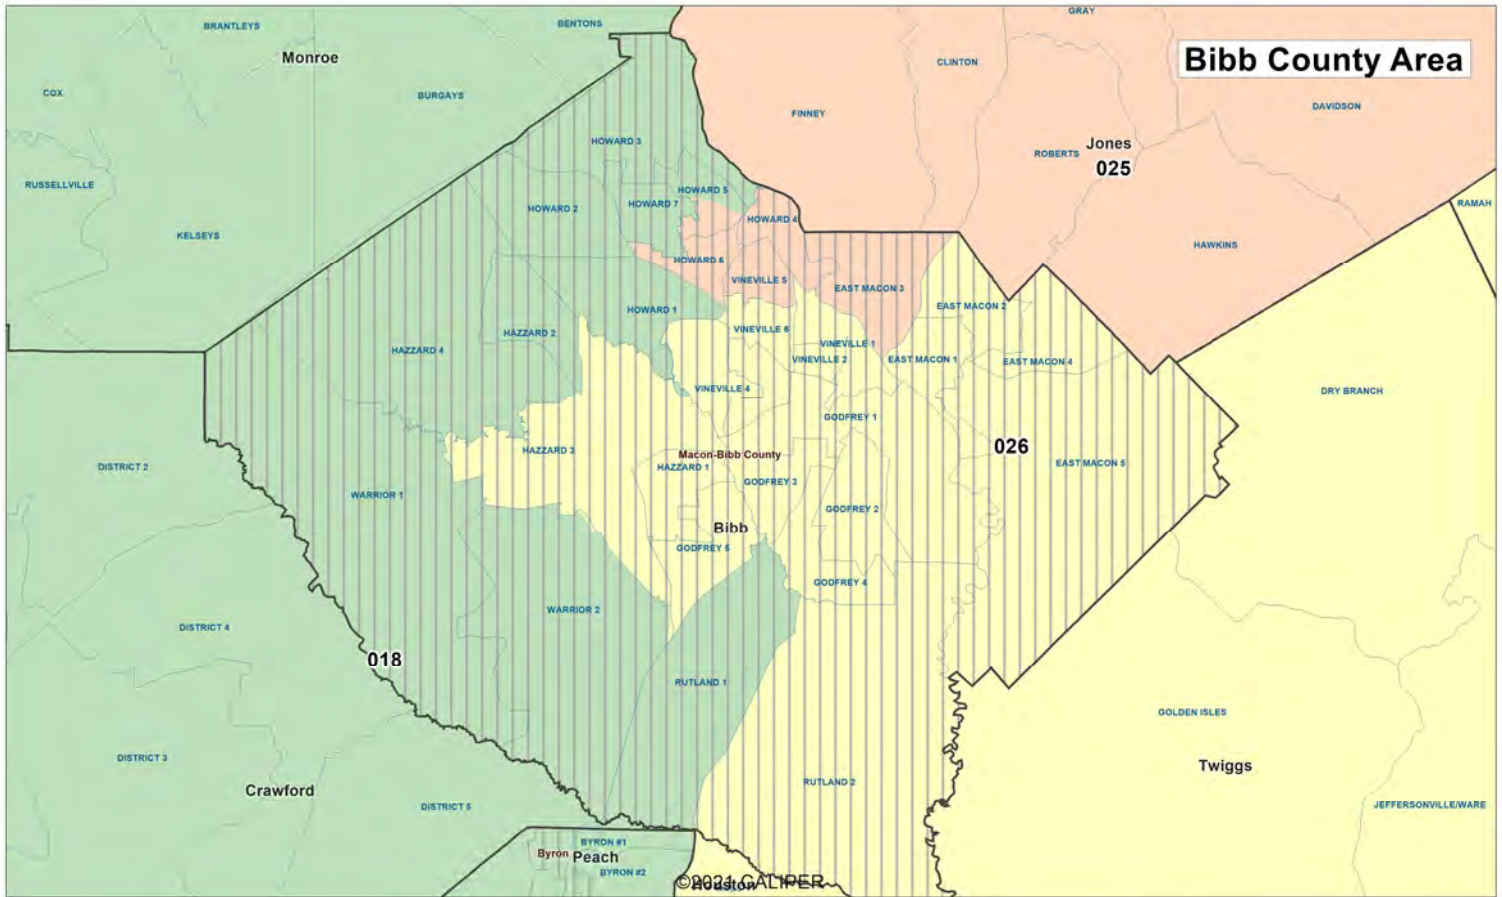 GRAY
BRANTLEYS
BENTONS
Monroe
Bibb County Area
CLINTON
COX
BURGAYS
DAVIDSON
FINNEY
HOWARD 3
Jones
ROBERTS
025
RUSSELLVILLE
HOWARD 5
RAMAH
HOWARD 2
HOWARD 7
HOWARD 4
KELSEYS
HAWKINS
HOWARD 6
VINEVILLE 5
EAST MACON 3
HOWARD 1
EAST MACON 2
HAZZARD 2
VINEVILLE 6
VINEVILLE 1
HAZZARD 4
VINEVILLE 2
EAST MACON 1
EAST MACON 4
VINEVILLE 4
DRY BRANCH
GODFREY 1
026
HAZZARD 3
Macon-Bibb County
DISTRICT 2
HAZZARD 1
EAST MACON 5
GODFREY 3
WARRIOR 1
GODFREY 2
Bibb
GODFREY 5
GODFREY 4
WARRIOR 2
DISTRICT 4
018
RUTLAND 1
GOLDEN ISLES
DISTRICT 3
Twiggs
RUTLAND 2
Crawford
DISTRICT 5
JEFFERSONVILLE/WARE
BYRON #1
Byron
Peach
BYRON #2
©2021 CALIPER
Houston